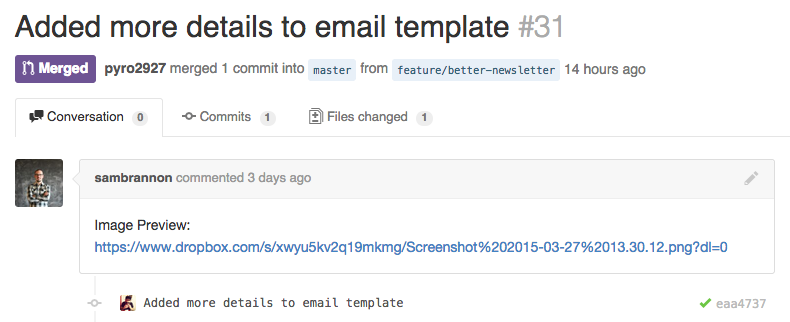 Added more details to email template #31
Merged pyro2927 merged 1 commit into master from feature/better-newsletter 14 hours ago
Conversation 0 Commits 1 Files changed 1
sambrannon commented 3 days ago
Image Preview:
https://www.dropbox.com/s/xwyu5kv2q19mkmg/Screenshot%202015-03-27%2013.30.12.png?dl=0
Added more details to email template eaa4737